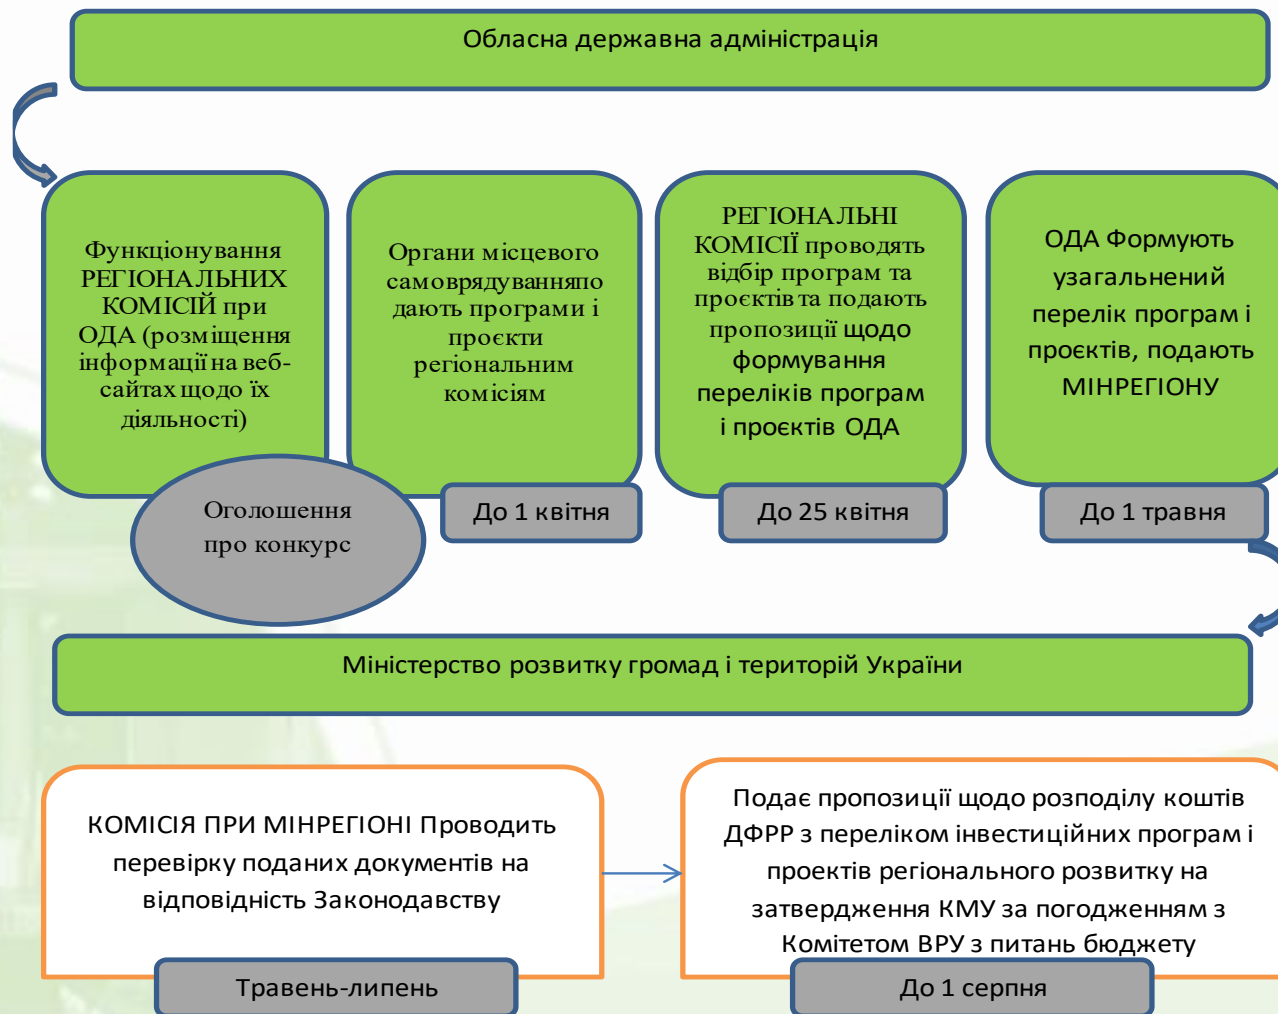 Обласна державна адміністрація
Функціонування
РЕГІОНАЛЬНИХ
КОМІСІЙ при
ОДА (розміщення
інформації на веб-
сайтах щодо їх
діяльності)
Оголошення
про конкурс
Органи місцевого
самоврядуванняпо
дають програми і
проєкти
регіональним
комісіям
До 1 квітня
РЕГІОНАЛЬНІ
КОМІСІЇ проводять
відбір програм та
проєктів та подають
пропозиції щодо
формування
переліків програм
і проєктів ОДА
До 25 квітня
ОДА Формують
узагальнений
перелік програм і
проєктів, подають
МІНРЕГІОНУ
До 1 травня
Міністерство розвитку громад і територій України
КОМІСІЯ ПРИ МІНРЕГІОНІ Проводить
перевірку поданих документів на
відповідність Законодавству
Травень-липень
Подає пропозиції щодо розподілу коштів
ДФРР з переліком інвестиційних програм і
проектів регіонального розвитку на
затвердження КМУ за погодженням з
Комітетом ВРУ з питань бюджету
До 1 серпня